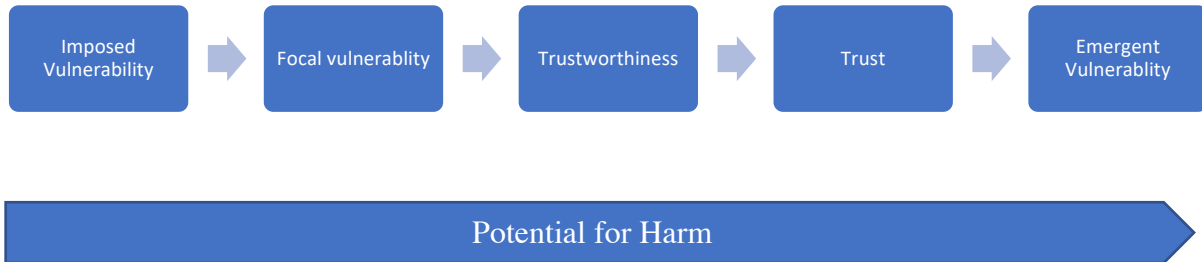 Imposed
Vulnerability
Focal vulnerablity
Trustworthiness
Trust
Emergent
Vulnerablity
Potential for Harm